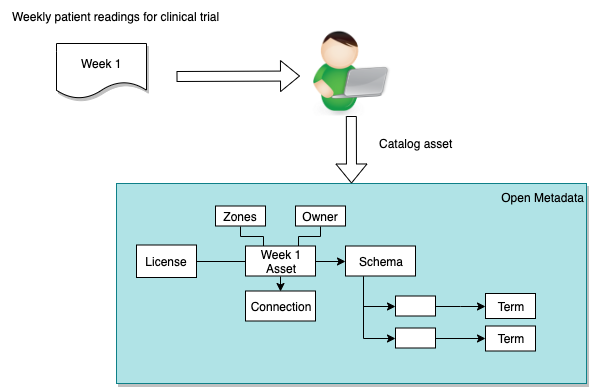 Weekly patient readings for clinical trial
Week 1
Catalog asset
Open Metadata
Zones
Owner
License
Week 1
Asset
Schema
Connection
Term
Term